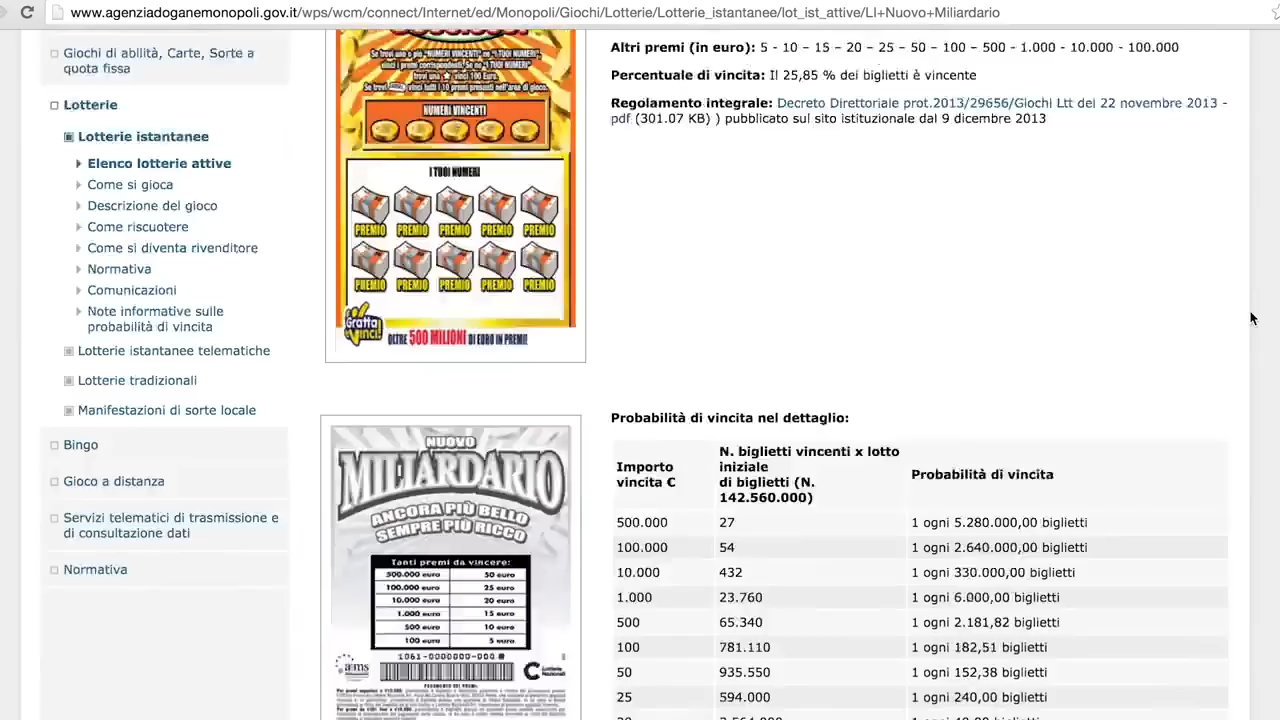 www.agenziadoganemonopoli.gov.it/wps/wcm/connect/Internet/ed/Monopoli/Giochi/Lotterie/Lotterie_istantanee/lot_ist_attive/LI+Nuovo+Miliardario
Giochi di abilità, Carte, Sorte a
quota fissa
Lotterie
Lotterie istantanee
Elenco lotterie attive
Come si gioca
Descrizione del gioco
Come riscuotere
Come si diventa rivenditore
Normativa
Comunicazioni
Note informative sulle
probabilità di vincita
Lotterie istantanee telematiche
Lotterie tradizionali
Manifestazioni di sorte locale
Bingo
Gioco a distanza
Servizi telematici di trasmissione e
di consultazione dati
Normativa
NUMERI VINCENTI
I TUOI NUMERI
PREMIO PREMIO PREMIO PREMIO PREMIO
PREMIO PREMIO PREMIO PREMIO PREMIO
Gratta
e Vinci!
OLTRE 500 MILIONI DI EURO IN PREMI!
Altri premi (in euro): 5 - 10 – 15 – 20 – 25 – 50 – 100 – 500 – 1.000 - 10.000 – 100.000
Percentuale di vincita: Il 25,85 % dei biglietti è vincente
Regolamento integrale: Decreto Direttoriale prot.2013/29656/Giochi Ltt del 22 novembre 2013 -
pdf (301.07 KB) ) pubblicato sul sito istituzionale dal 9 dicembre 2013
NUOVO
MILIARDARIO
ANCORA PIÙ BELLO
SEMPRE PIÙ RICCO
Tanti premi da vincere:
500.000 euro 50 euro
100.000 euro 25 euro
10.000 euro 20 euro
1.000 euro 15 euro
500 euro 10 euro
100 euro 5 euro
1061-0000000-000
aams
Lotterie
Nazionali
Probabilità di vincita nel dettaglio:
Importo
vincita €
N. biglietti vincenti x lotto
iniziale
di biglietti (N.
142.560.000)
Probabilità di vincita
500.000 27 1 ogni 5.280.000,00 biglietti
100.000 54 1 ogni 2.640.000,00 biglietti
10.000 432 1 ogni 330.000,00 biglietti
1.000 23.760 1 ogni 6.000,00 biglietti
500 65.340 1 ogni 2.181,82 biglietti
100 781.110 1 ogni 182,51 biglietti
50 935.550 1 ogni 152,38 biglietti
25 594.000 1 ogni 240,00 biglietti